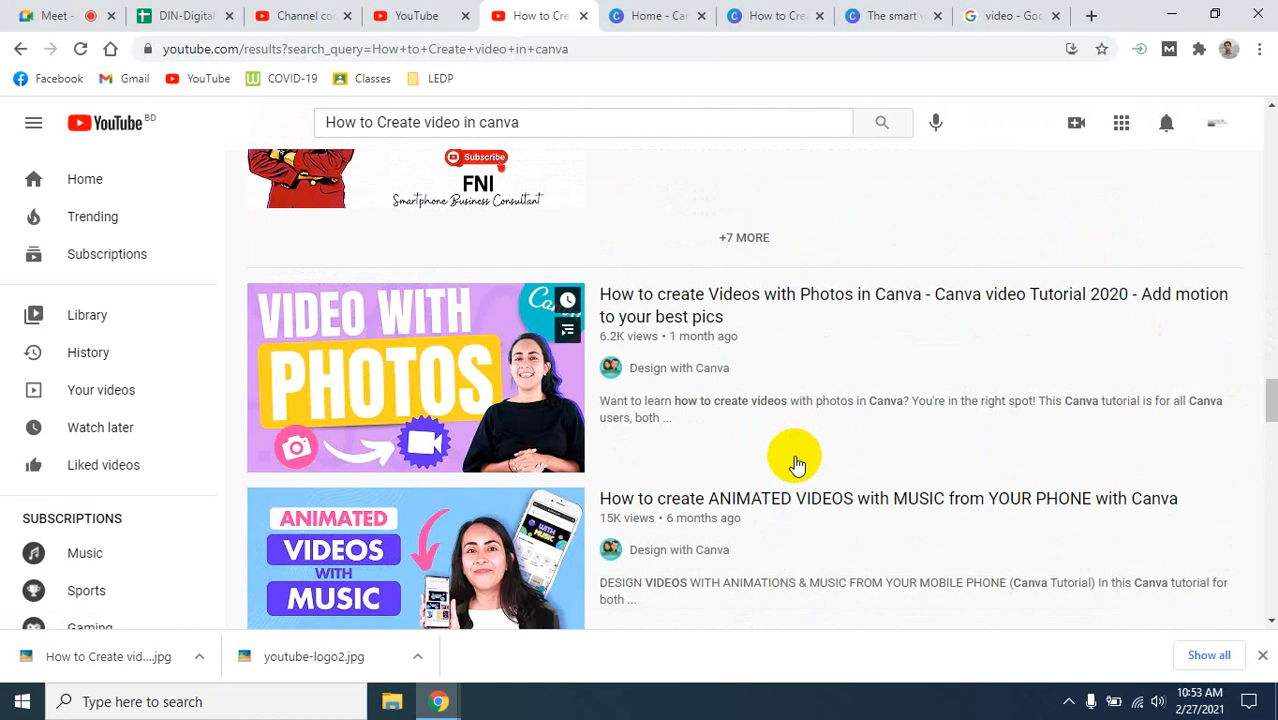 Meet -
DIN-Digital
Channel co
YouTube
How to Cre
Home - Ca
How to Cre
The smart v
video - Go
youtube.com/results?search_query=How+to+Create+video+in+canva
Facebook
Gmail
YouTube
COVID-19
Classes
LEDP
YouTube BD
How to Create video in canva
Home
Trending
Subscriptions
Library
History
Your videos
Watch later
Liked videos
SUBSCRIPTIONS
Music
Sports
Gaming
Subscribe
FNI
Smartphone Business Consultant
+7 MORE
VIDEO WITH
PHOTOS
Canva
How to create Videos with Photos in Canva - Canva video Tutorial 2020 - Add motion
to your best pics
6.2K views • 1 month ago
Design with Canva
Want to learn how to create videos with photos in Canva? You're in the right spot! This Canva tutorial is for all Canva
users, both ...
ANIMATED
VIDEOS
WITH
MUSIC
WITH MUSIC
How to create ANIMATED VIDEOS with MUSIC from YOUR PHONE with Canva
15K views • 6 months ago
Design with Canva
DESIGN VIDEOS WITH ANIMATIONS & MUSIC FROM YOUR MOBILE PHONE (Canva Tutorial) In this Canva tutorial for
both ...
How to Create vid....jpg
youtube-logo2.jpg
Show all
Type here to search
10:53 AM
2/27/2021